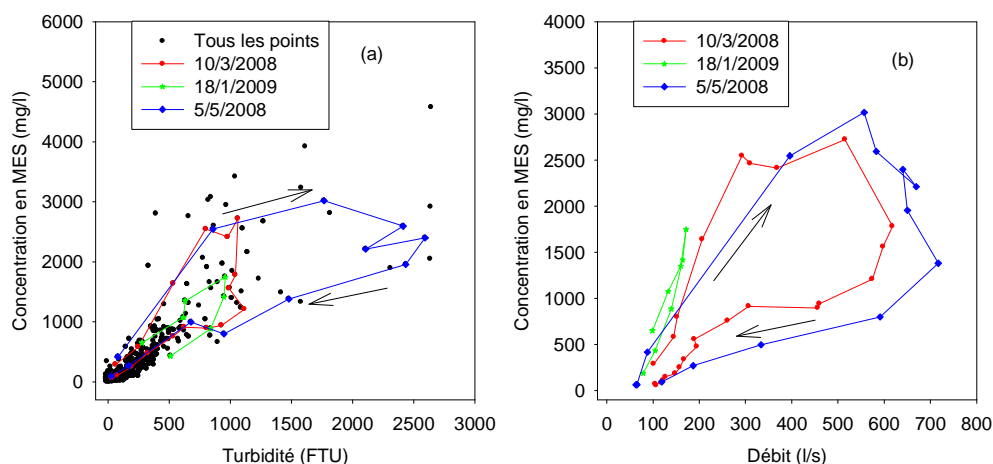 Tous les points
10/3/2008
18/1/2009
5/5/2008
(a)
Concentration en MES (mg/l)
6000
5000
4000
3000
2000
1000
0
0 500 1000 1500 2000 2500 3000
Turbidité (FTU)
10/3/2008
18/1/2009
5/5/2008
(b)
Concentration en MES (mg/l)
4000
3500
3000
2500
2000
1500
1000
500
0
0 100 200 300 400 500 600 700 800
Débit (l/s)